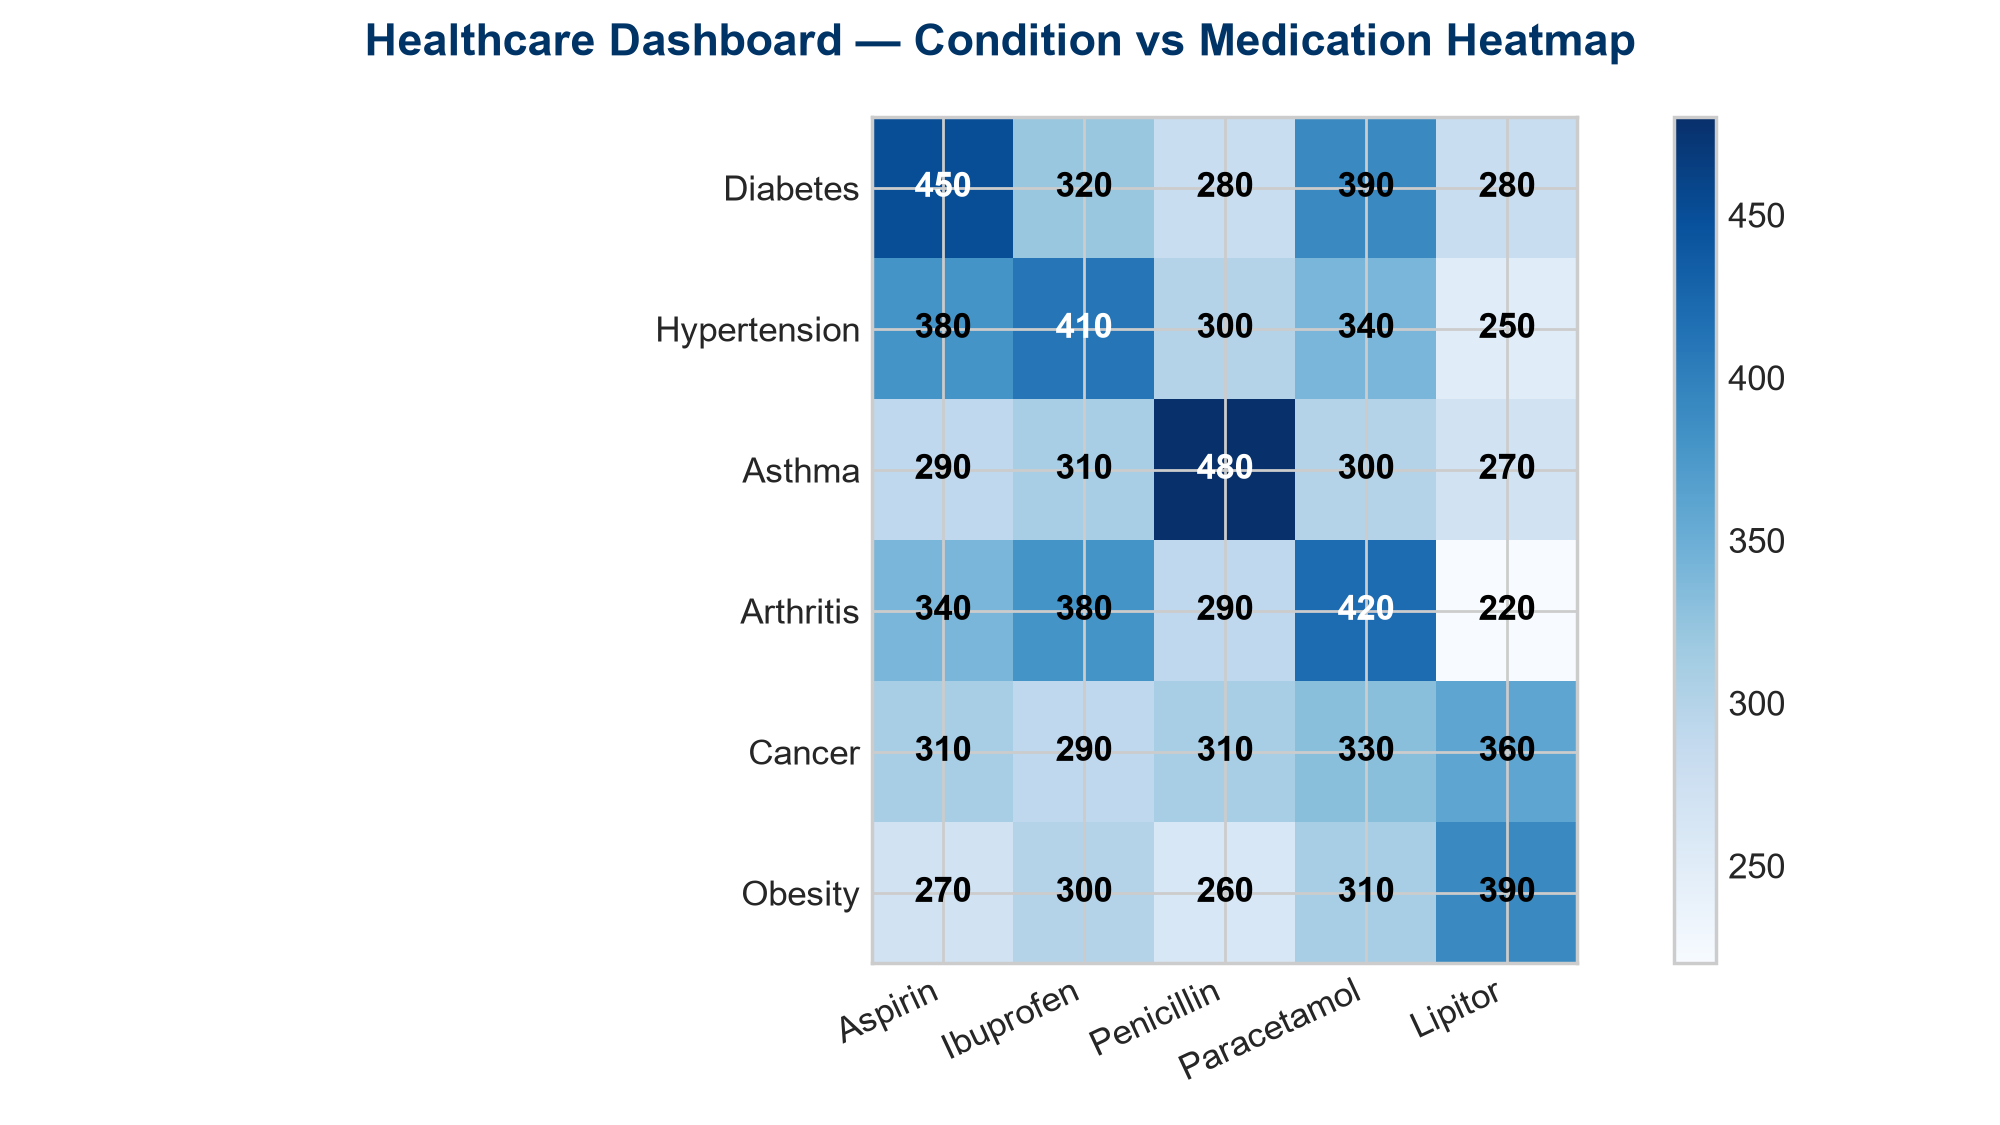 Healthcare Dashboard — Condition vs Medication Heatmap
Diabetes 450 320 280 390 280
Hypertension 380 410 300 340 250
Asthma 290 310 480 300 270
Arthritis 340 380 290 420 220
Cancer 310 290 310 330 360
Obesity 270 300 260 310 390
Aspirin Ibuprofen Penicillin Paracetamol Lipitor
450
400
350
300
250